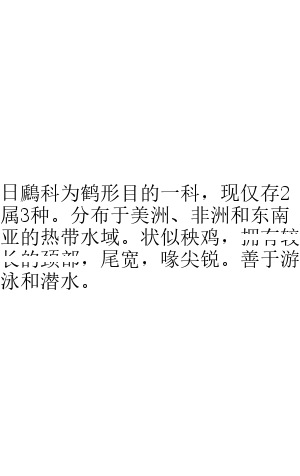 日鷉科为鹤形目的一科，现仅存2
属3种。分布于美洲、非洲和东南
亚的热带水域。状似秧鸡，拥有较
长的颈部，尾宽，喙尖锐。善于游
泳和潜水。